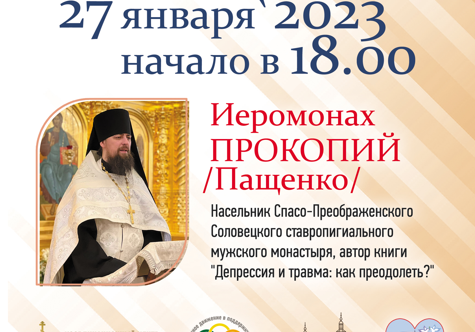 27 января 2023
начало в 18.00
Иеромонах
ПРОКОПИЙ
/Пащенко/
Насельник Спасо-Преображенского
Соловецкого ставропигиального
мужского монастыря, автор книги
"Депрессия и травма: как преодолеть?"
движение в